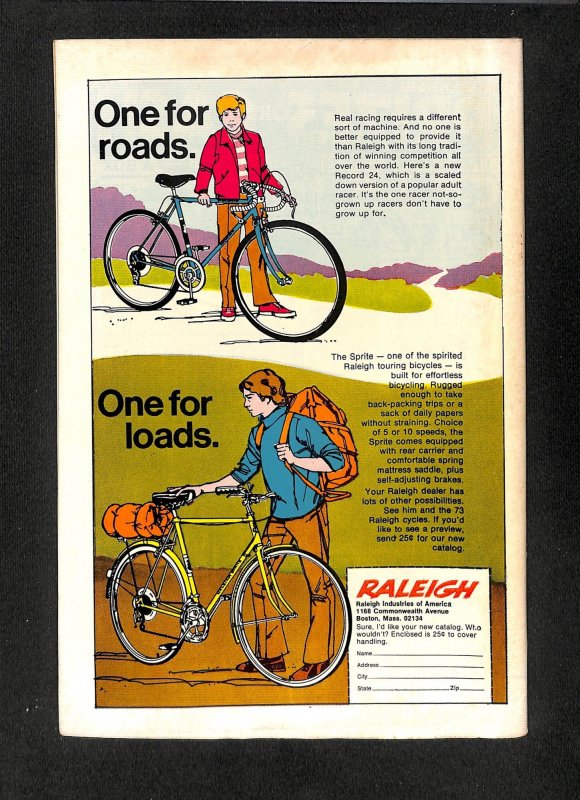 One for
roads.
Real racing requires a different
sort of machine. And no one is
better equipped to provide it
than Raleigh with its long tradi-
tion of winning competition all
over the world. Here's a new
Record 24, which is a scaled
down version of a popular adult
racer. It's the one racer not-so-
grown up racers don't have to
grow up for.
The Sprite — one of the spirited
Raleigh touring bicycles — is
built for effortless
bicycling. Rugged
enough to take
back-packing trips or a
sack of daily papers
without straining. Choice
of 5 or 10 speeds, the
Sprite comes equipped
with rear carrier and
comfortable spring
mattress saddle, plus
self-adjusting brakes.
Your Raleigh dealer has
lots of other possibilities.
See him and the 73
Raleigh cycles. If you'd
like to see a preview,
send 25¢ for our new
catalog.
One for
loads.
RALEIGH
Raleigh Industries of America
1168 Commonwealth Avenue
Boston, Mass. 02134
Sure, I'd like your new catalog. Who
wouldn't? Enclosed is 25¢ to cover
handling.
Name
Address
City
State Zip